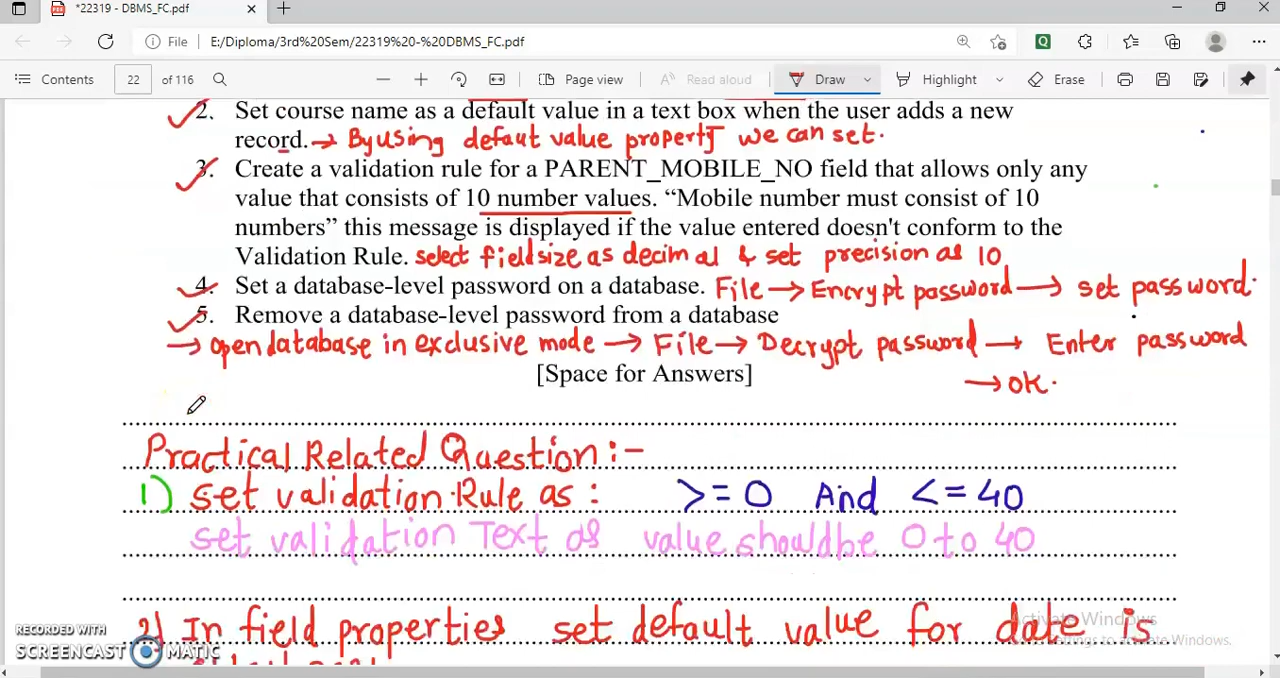 *22319 - DBMS_FC.pdf
File E:/Diploma/3rd%20Sem/22319%20-%20DBMS_FC.pdf
Contents 22 of 116 Page view Read aloud Draw Highlight Erase
2. Set course name as a default value in a text box when the user adds a new
record. → By using defaut value property we can set.
3. Create a validation rule for a PARENT_MOBILE_NO field that allows only any
value that consists of 10 number values. “Mobile number must consist of 10
numbers” this message is displayed if the value entered doesn't conform to the
Validation Rule. select fieldsize as decimal & set precision as 10
4. Set a database-level password on a database. File → Encrypt password → set password.
5. Remove a database-level password from a database
→ open database in exclusive mode → File → Decrypt password → Enter password
[Space for Answers] → OK.
Practical Related Question :-
1) set validation Rule as : >= 0 And <= 40
set validation Text as value should be 0 to 40
2) In field properties set default value for date is
Activate Windows
to activate Windows.
RECORDED WITH
SCREENCAST MATIC